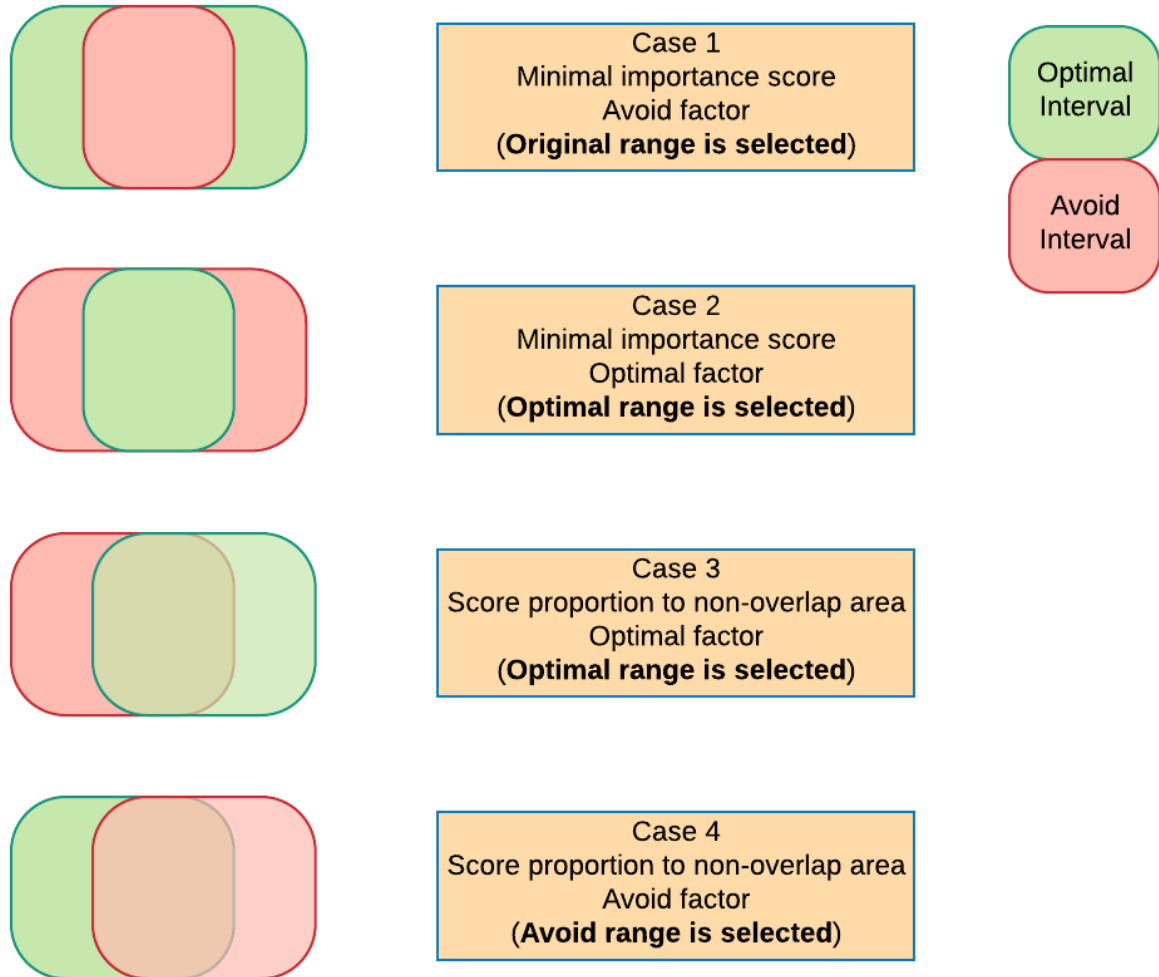 Case 1
Minimal importance score
Avoid factor
(Original range is selected)
Optimal
Interval
Avoid
Interval
Case 2
Minimal importance score
Optimal factor
(Optimal range is selected)
Case 3
Score proportion to non-overlap area
Optimal factor
(Optimal range is selected)
Case 4
Score proportion to non-overlap area
Avoid factor
(Avoid range is selected)